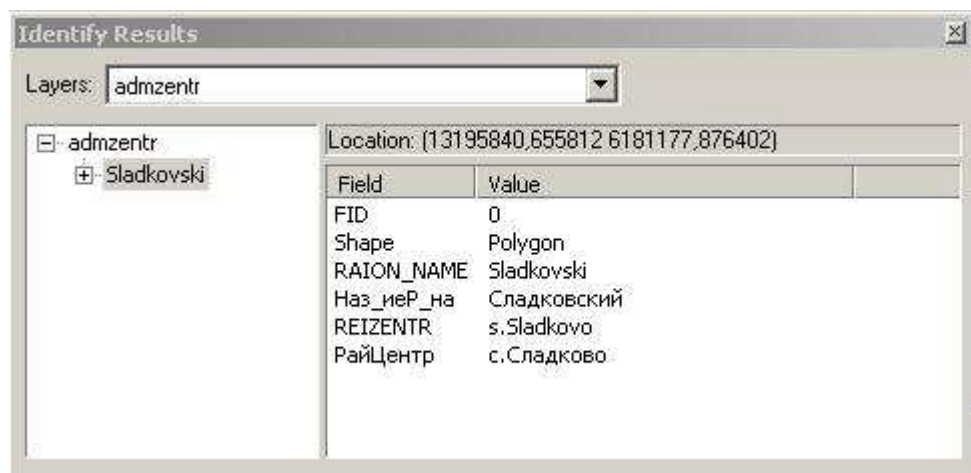 Identify Results
Layers: admzentr
admzentr
Sladkovski
Location: (13195840,655812 6181177,876402)
Field Value
FID 0
Shape Polygon
RAION_NAME Sladkovski
Наз_иеР_на Сладковский
REIZENTR s.Sladkovo
РайЦентр с.Сладково